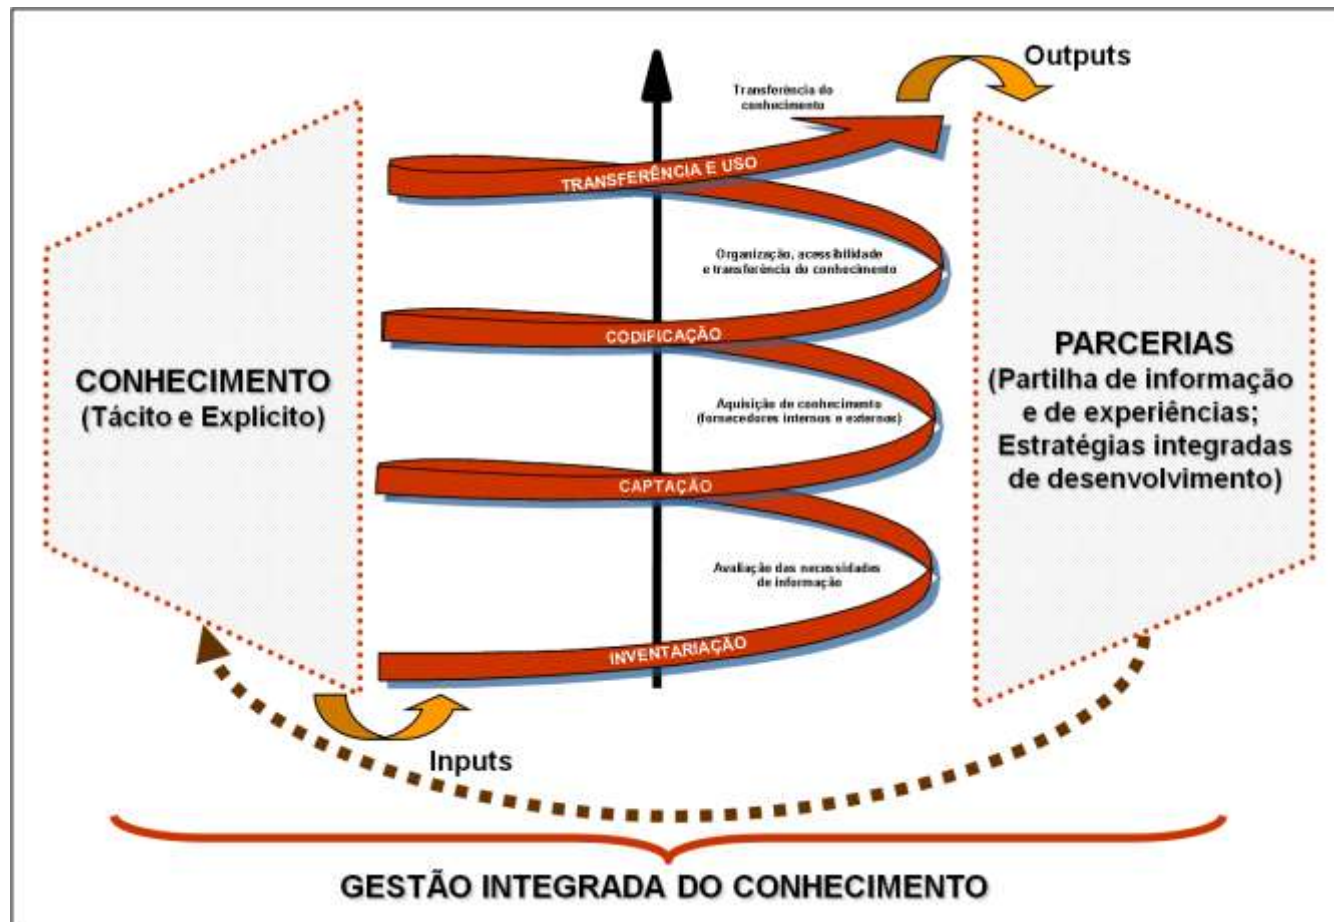 Outputs
Transferência do
conhecimento
TRANSFERÊNCIA E USO
Organização, acessibilidade
e transferência do conhecimento
CODIFICAÇÃO
CONHECIMENTO
(Tácito e Explícito)
PARCERIAS
(Partilha de informação
e de experiências;
Estratégias integradas
de desenvolvimento)
Aquisição de conhecimento
(fornecedores internos e externos)
CAPTAÇÃO
Avaliação das necessidades
de informação
INVENTARIAÇÃO
Inputs
GESTÃO INTEGRADA DO CONHECIMENTO